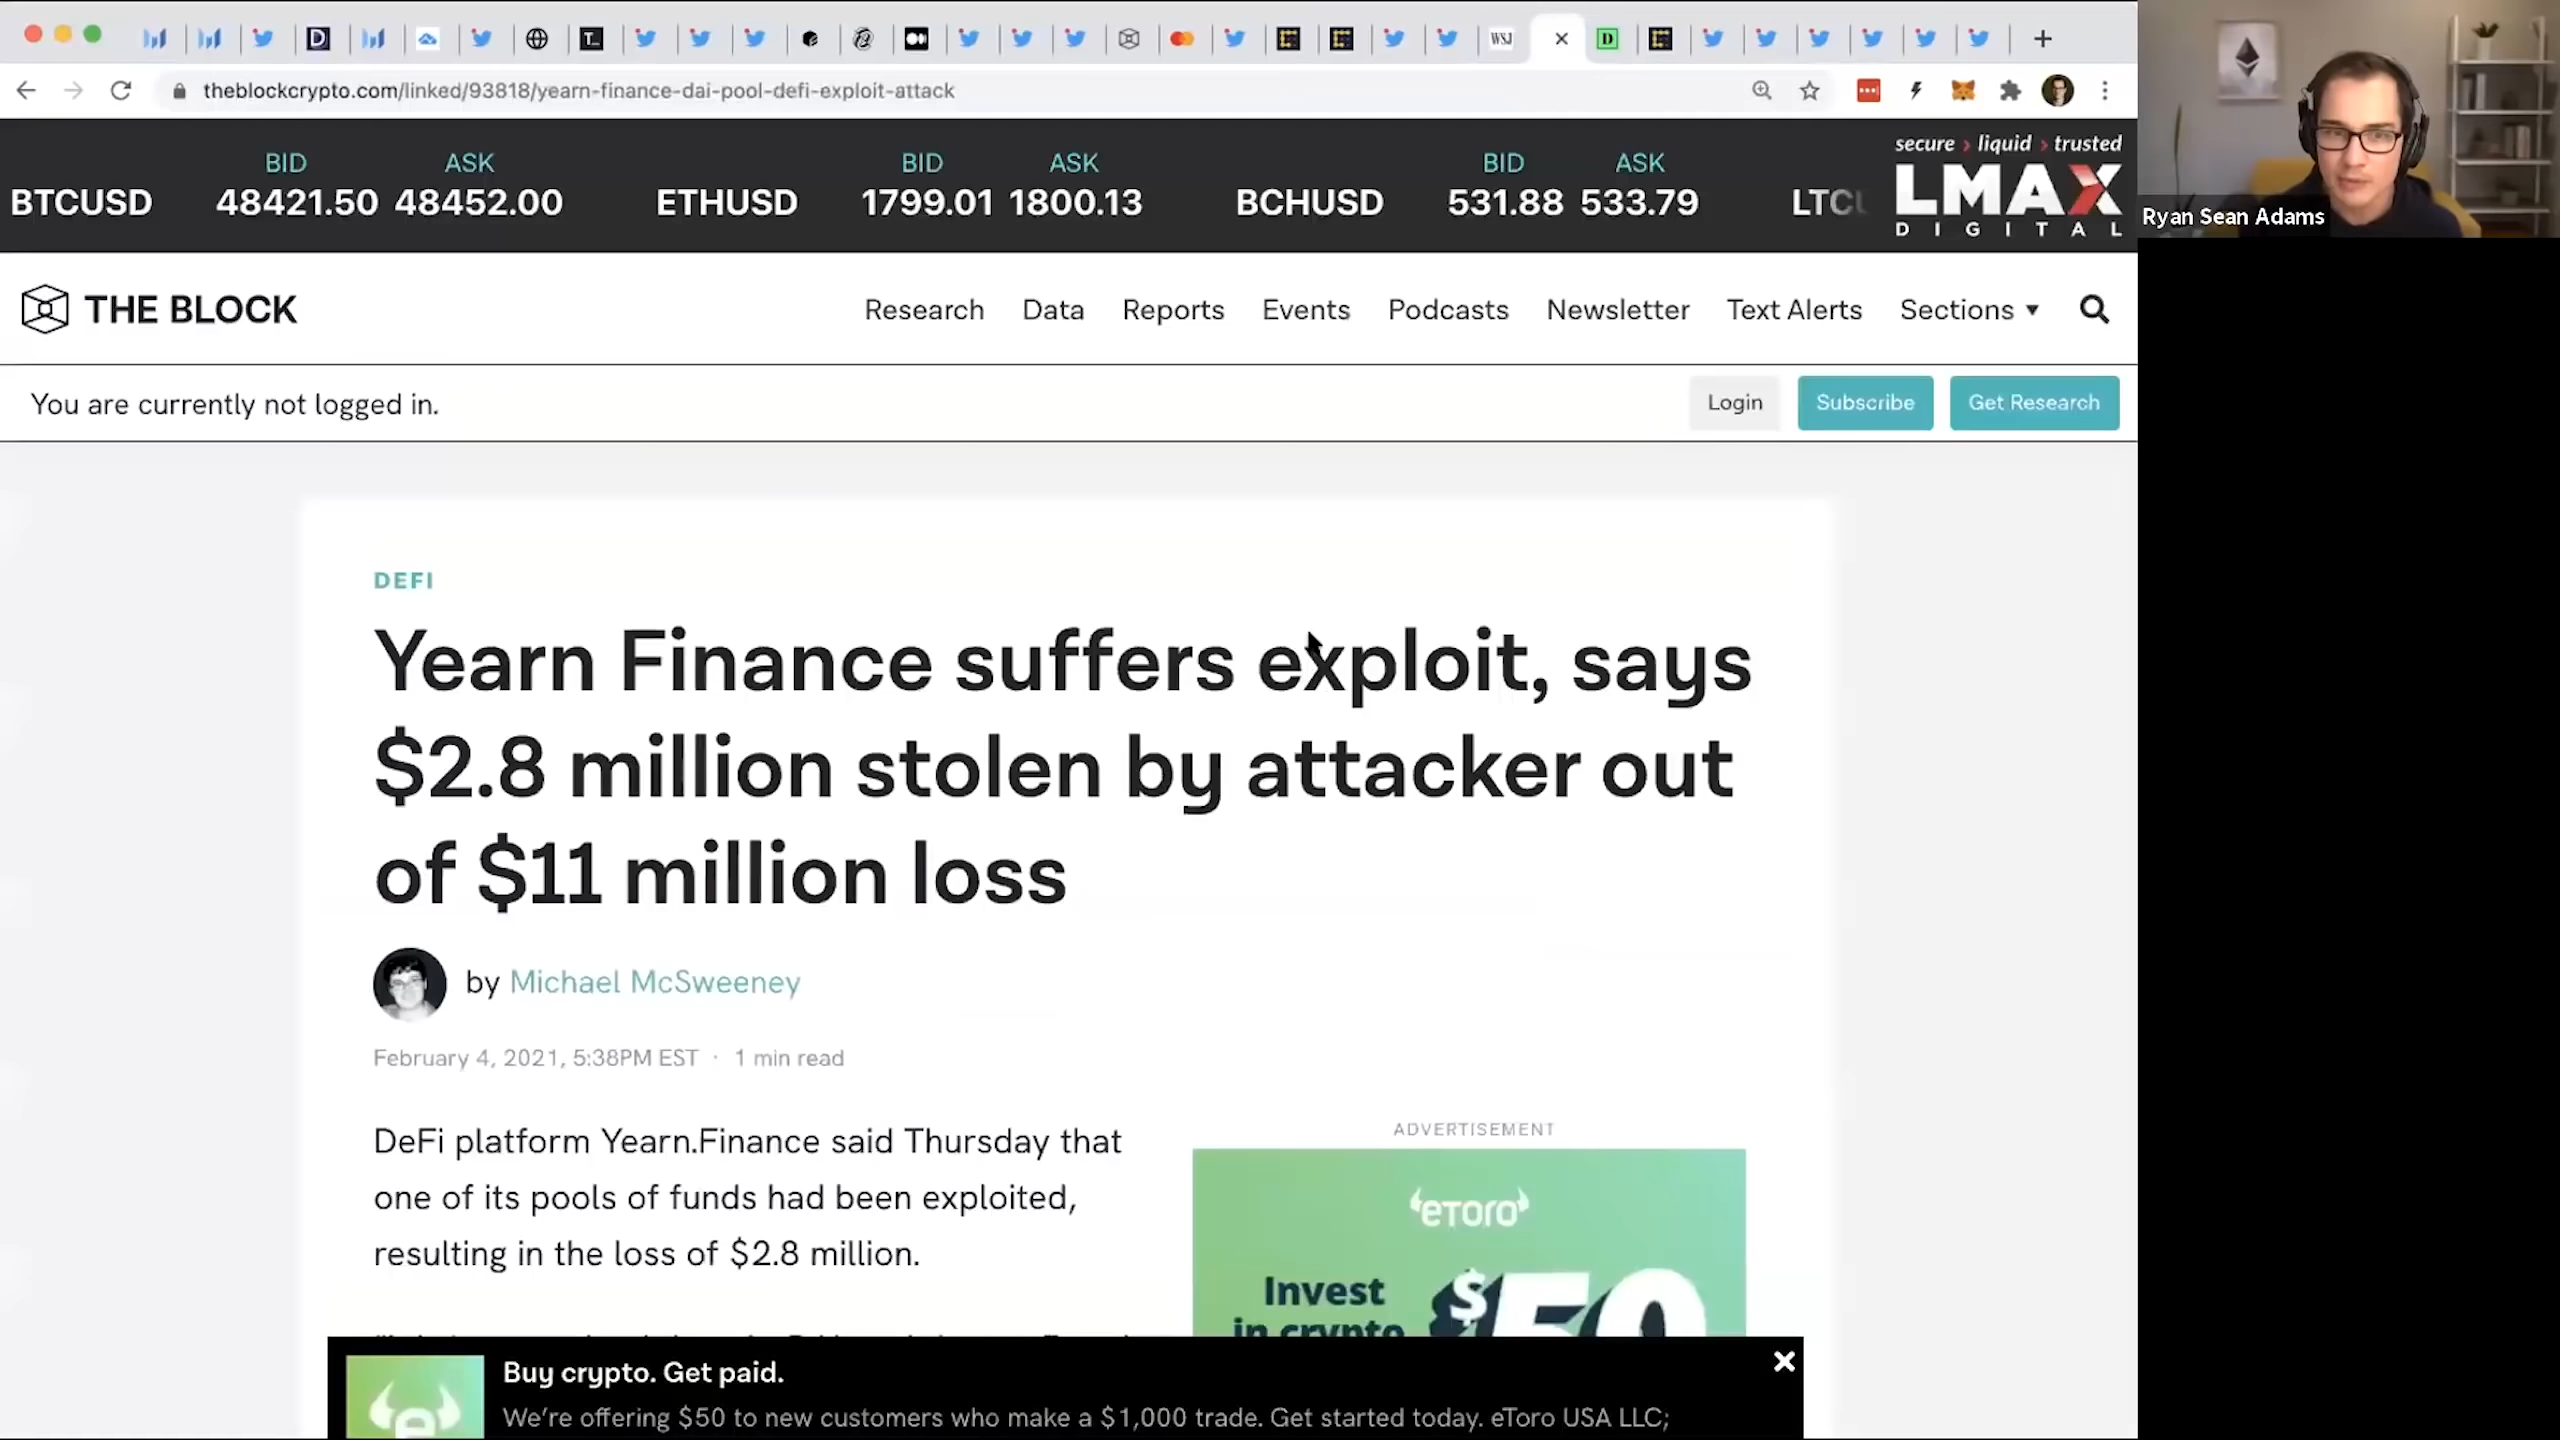 WSJ
theblockcrypto.com/linked/93818/yearn-finance-dai-pool-defi-exploit-attack
BID ASK BID ASK BID ASK
BTCUSD 48421.50 48452.00 ETHUSD 1799.01 1800.13 BCHUSD 531.88 533.79
secure › liquid › trusted
LMAX
DIGITAL
Ryan Sean Adams
THE BLOCK
Research Data Reports Events Podcasts Newsletter Text Alerts Sections
You are currently not logged in.
Login Subscribe Get Research
DEFI
Yearn Finance suffers exploit, says
$2.8 million stolen by attacker out
of $11 million loss
by Michael McSweeney
February 4, 2021, 5:38PM EST · 1 min read
DeFi platform Yearn.Finance said Thursday that
one of its pools of funds had been exploited,
resulting in the loss of $2.8 million.
ADVERTISEMENT
eToro
Invest
in crypto
$50
Buy crypto. Get paid.
We're offering $50 to new customers who make a $1,000 trade. Get started today. eToro USA LLC;